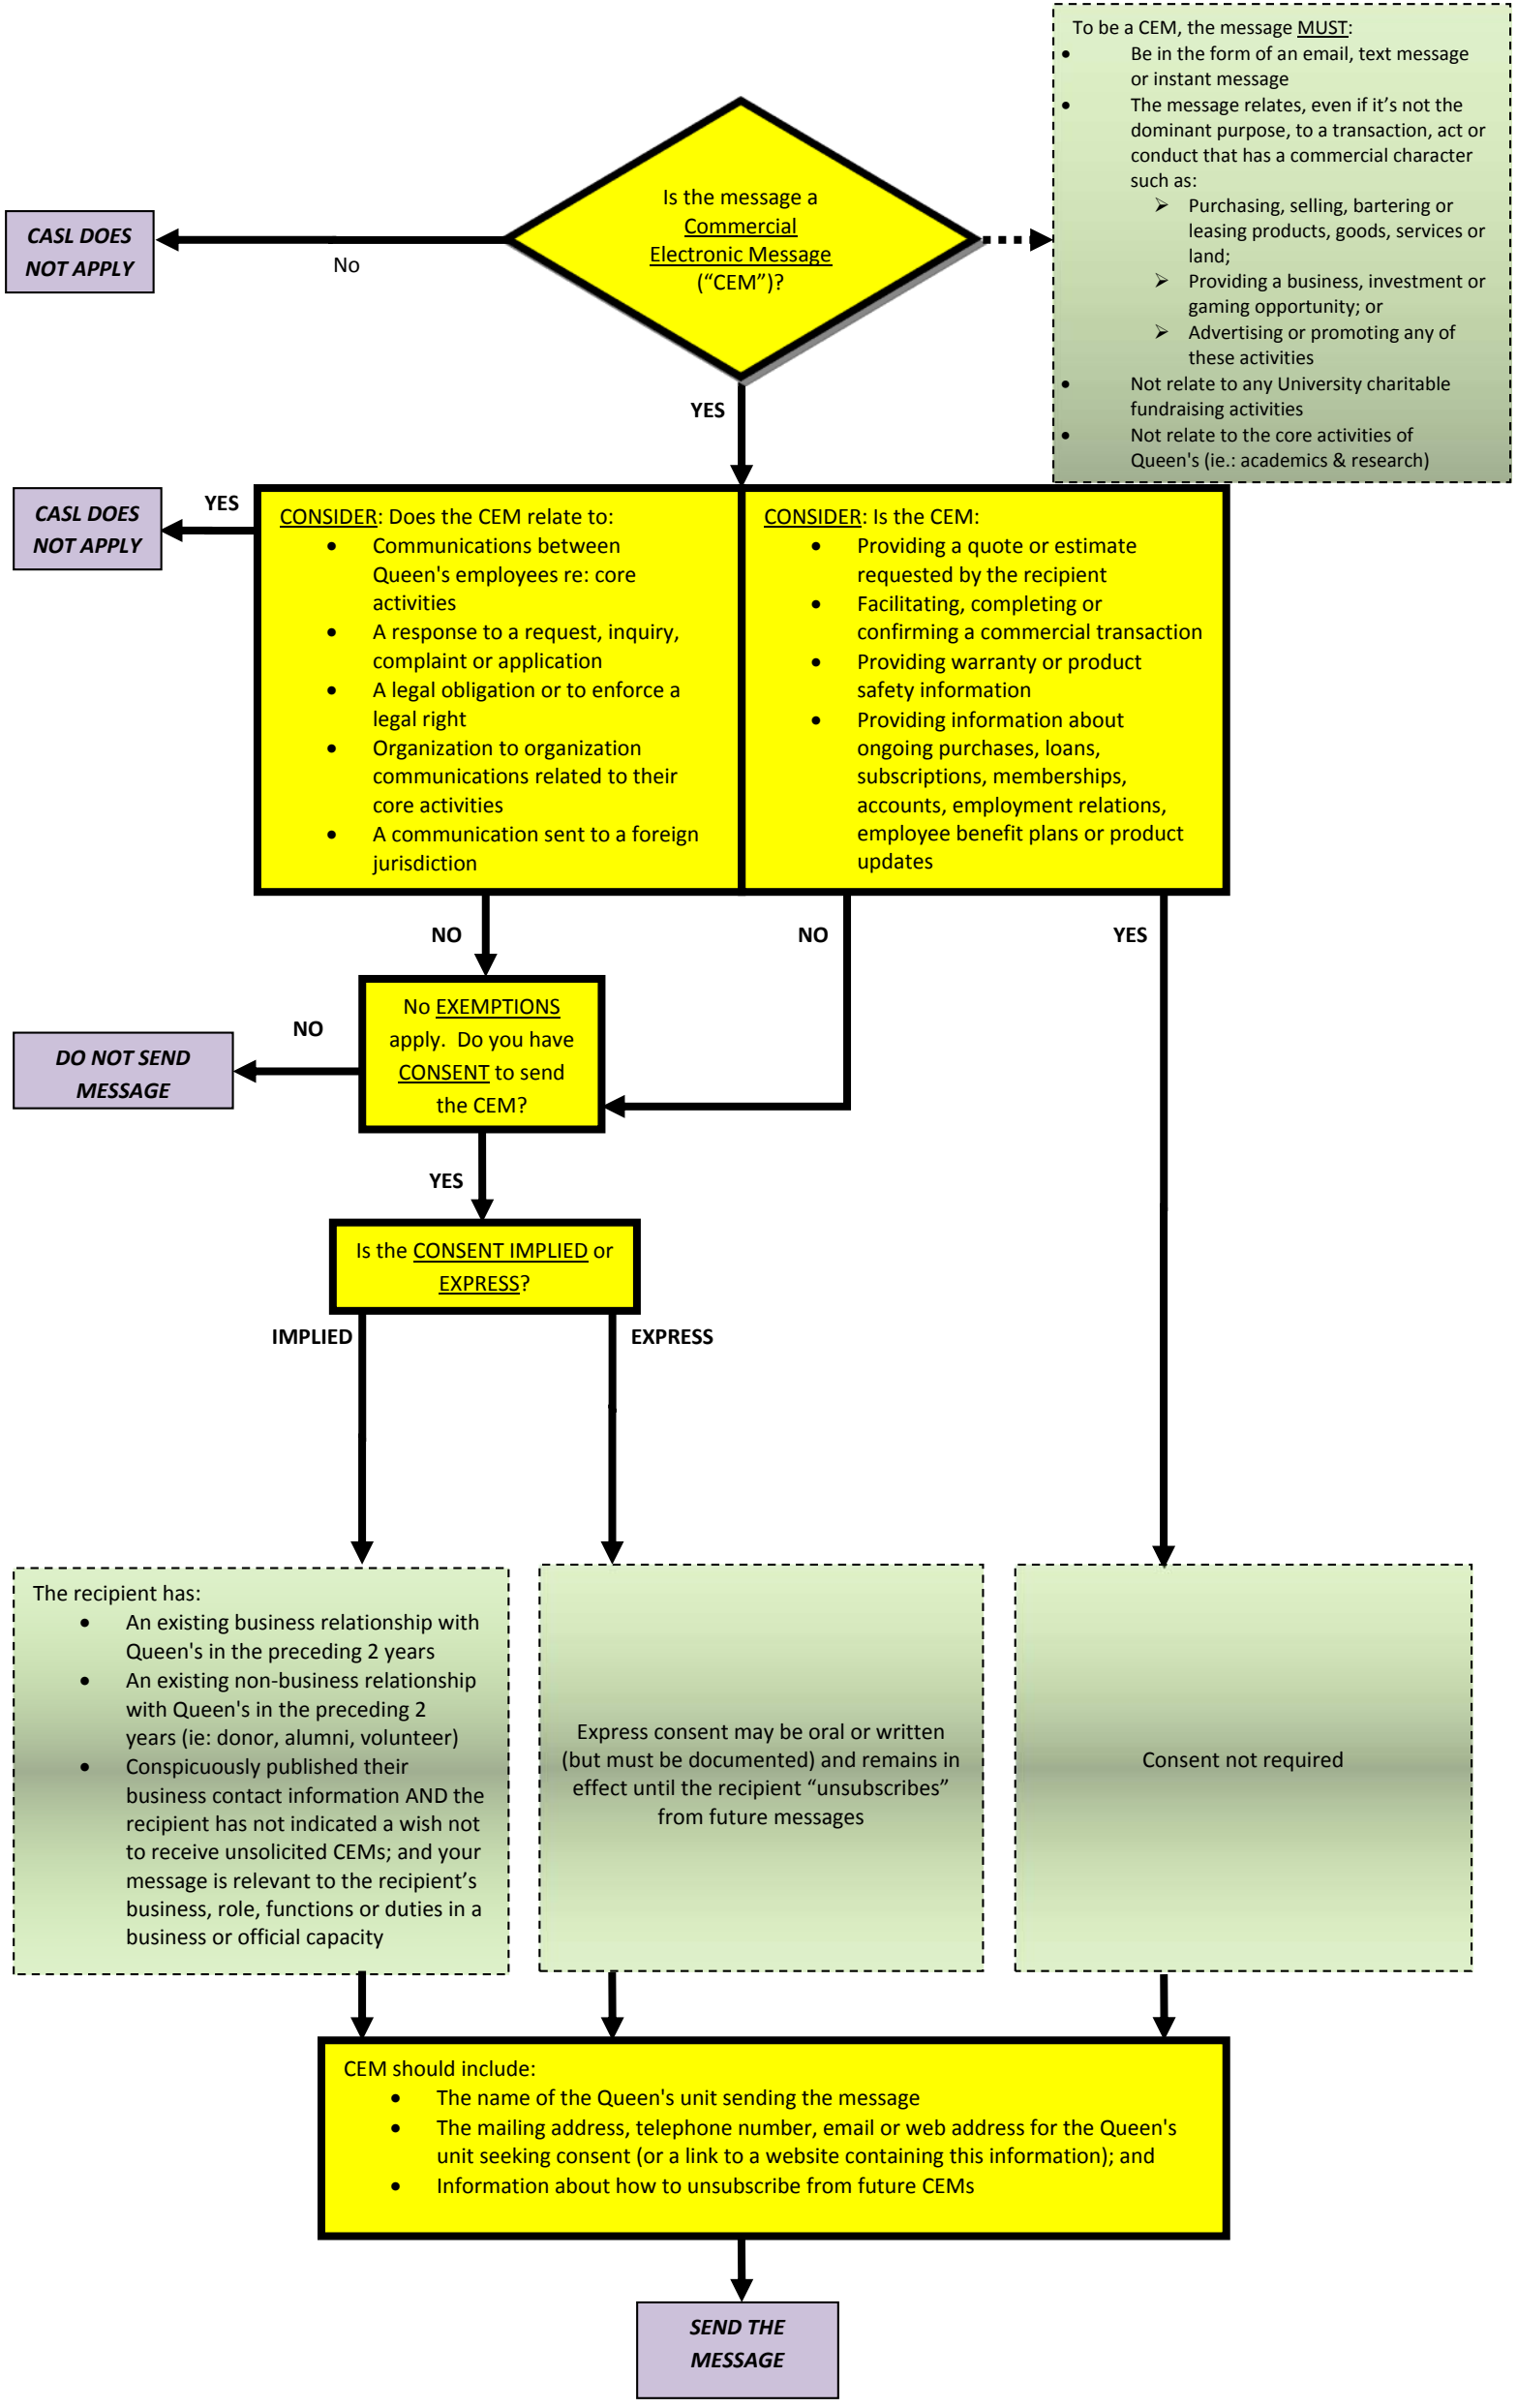 To be a CEM, the message MUST:
• Be in the form of an email, text message
or instant message
• The message relates, even if it's not the
dominant purpose, to a transaction, act or
conduct that has a commercial character
such as:
➢ Purchasing, selling, bartering or
leasing products, goods, services or
land;
➢ Providing a business, investment or
gaming opportunity; or
➢ Advertising or promoting any of
these activities
• Not relate to any University charitable
fundraising activities
• Not relate to the core activities of
Queen's (ie.: academics & research)
Is the message a
Commercial
Electronic Message
(“CEM”)?
No
CASL DOES
NOT APPLY
YES
CASL DOES
NOT APPLY
YES
CONSIDER: Does the CEM relate to:
• Communications between
Queen's employees re: core
activities
• A response to a request, inquiry,
complaint or application
• A legal obligation or to enforce a
legal right
• Organization to organization
communications related to their
core activities
• A communication sent to a foreign
jurisdiction
CONSIDER: Is the CEM:
• Providing a quote or estimate
requested by the recipient
• Facilitating, completing or
confirming a commercial transaction
• Providing warranty or product
safety information
• Providing information about
ongoing purchases, loans,
subscriptions, memberships,
accounts, employment relations,
employee benefit plans or product
updates
NO
NO
YES
No EXEMPTIONS
apply. Do you have
CONSENT to send
the CEM?
NO
DO NOT SEND
MESSAGE
YES
Is the CONSENT IMPLIED or
EXPRESS?
IMPLIED
EXPRESS
The recipient has:
• An existing business relationship with
Queen's in the preceding 2 years
• An existing non-business relationship
with Queen's in the preceding 2
years (ie: donor, alumni, volunteer)
• Conspicuously published their
business contact information AND the
recipient has not indicated a wish not
to receive unsolicited CEMs; and your
message is relevant to the recipient’s
business, role, functions or duties in a
business or official capacity
Express consent may be oral or written
(but must be documented) and remains in
effect until the recipient “unsubscribes”
from future messages
Consent not required
CEM should include:
• The name of the Queen's unit sending the message
• The mailing address, telephone number, email or web address for the Queen's
unit seeking consent (or a link to a website containing this information); and
• Information about how to unsubscribe from future CEMs
SEND THE
MESSAGE